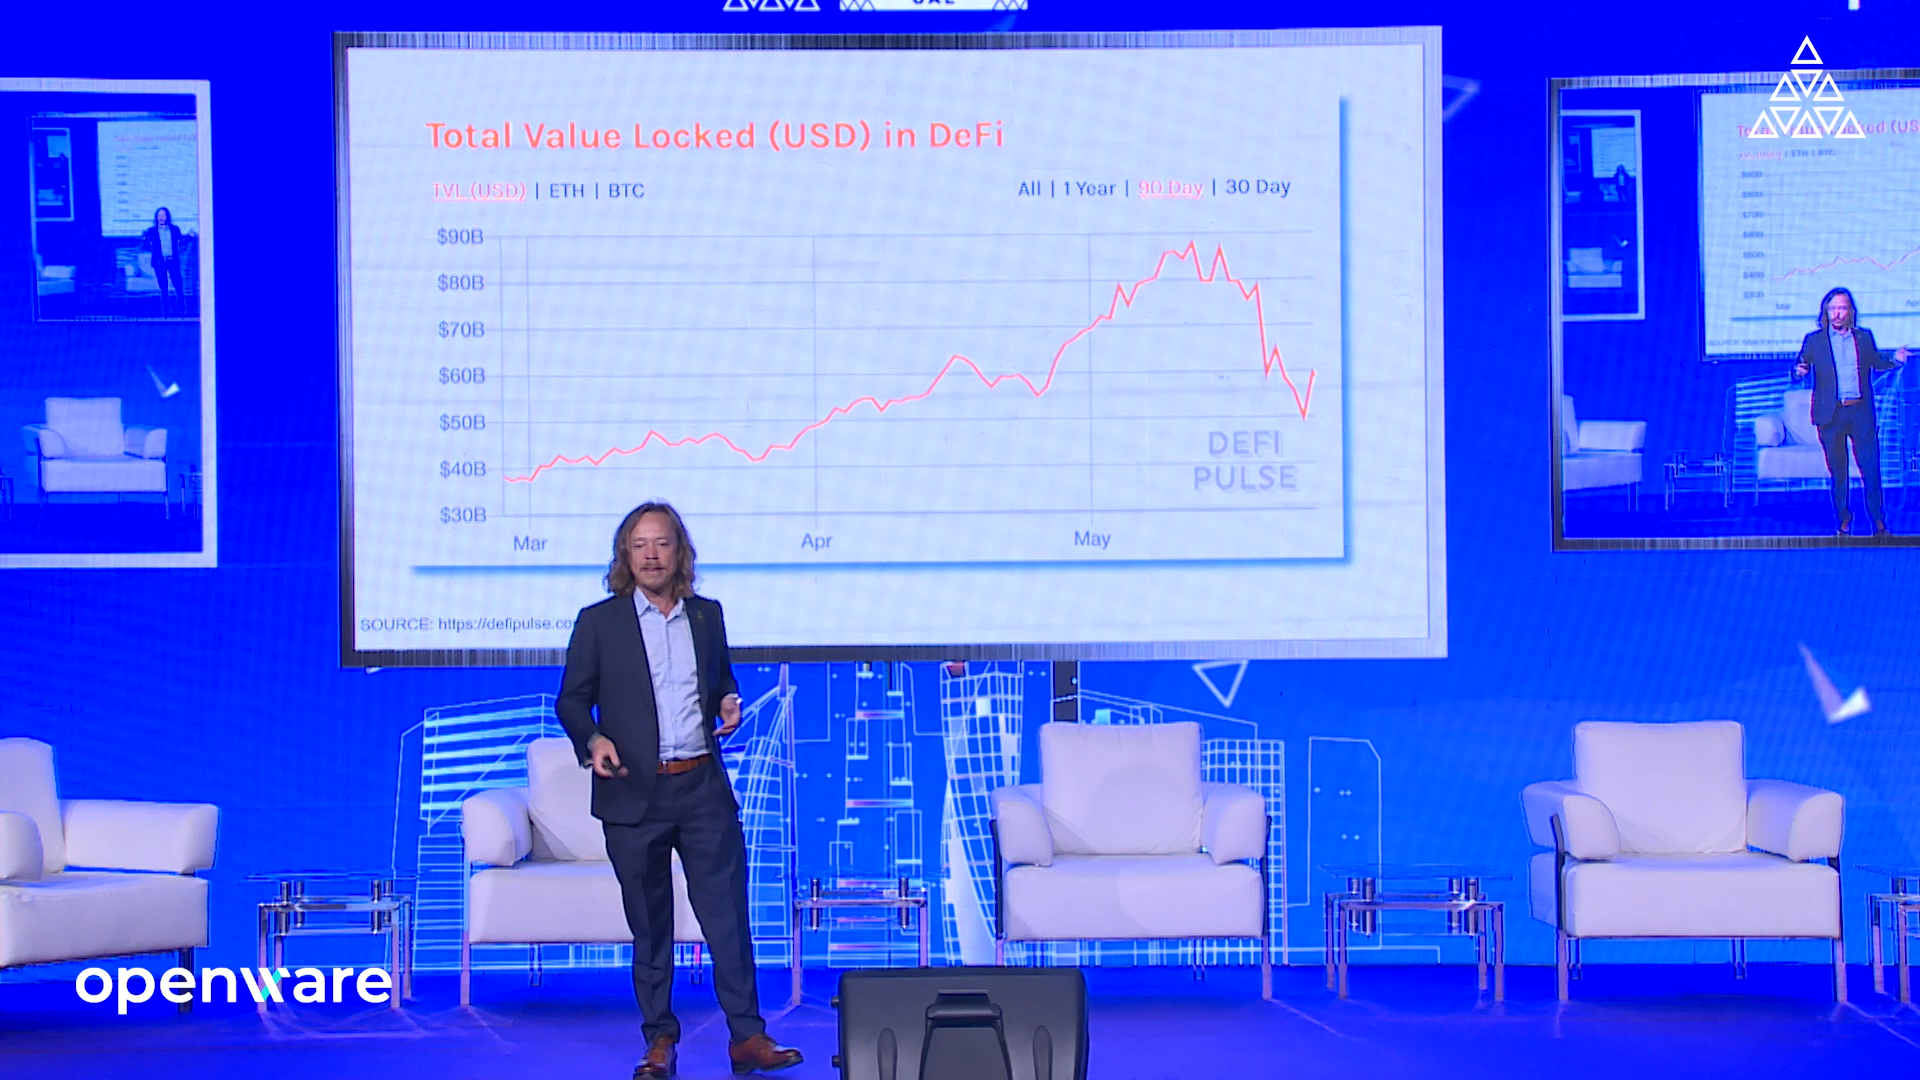 UAE
Total Value Locked (USD) in DeFi
TVL (USD) | ETH | BTC
All | 1 Year | 90 Day | 30 Day
$90B
$80B
$70B
$60B
$50B
$40B
$30B
DEFI
PULSE
Mar
Apr
May
SOURCE: https://defipulse.co
openware